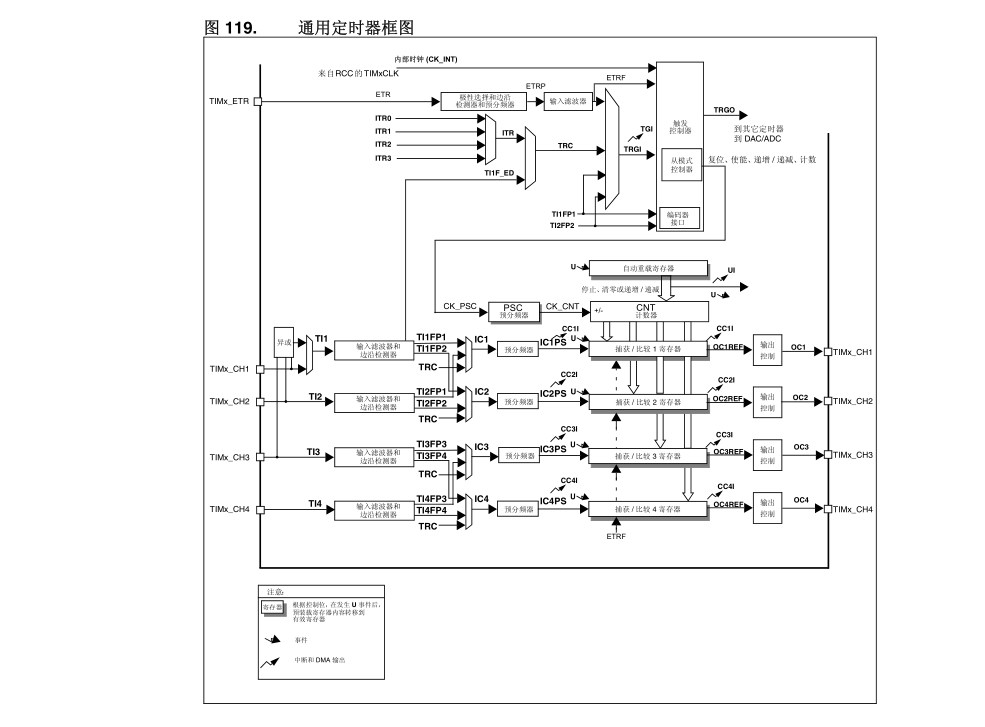 图 119. 通用定时器框图
内部时钟 (CK_INT)
来自RCC的TIMxCLK
TIMx_ETR
ETR
极性选择和边沿
检测器和预分频器
ETRP
输入滤波器
ETRF
ITR0
ITR1
ITR2
ITR3
ITR
TI1F_ED
TRC
TGI
TRGI
触发
控制器
TRGO
到其它定时器
到 DAC/ADC
从模式
控制器
复位、使能、递增 / 递减、计数
TI1FP1
TI2FP2
编码器
接口
U
自动重载寄存器
UI
停止、清零或递增 / 递减
U
CK_PSC
PSC
预分频器
CK_CNT
+/-
CNT
计数器
异或
TI1
输入滤波器和
边沿检测器
TI1FP1
TI1FP2
TRC
IC1
预分频器
IC1PS
CC1I
U
捕获 / 比较 1 寄存器
CC1I
OC1REF
输出
控制
OC1
TIMx_CH1
TIMx_CH1
TIMx_CH2
TI2
输入滤波器和
边沿检测器
TI2FP1
TI2FP2
TRC
IC2
预分频器
IC2PS
CC2I
U
捕获 / 比较 2 寄存器
CC2I
OC2REF
输出
控制
OC2
TIMx_CH2
TIMx_CH3
TI3
输入滤波器和
边沿检测器
TI3FP3
TI3FP4
TRC
IC3
预分频器
IC3PS
CC3I
U
捕获 / 比较 3 寄存器
CC3I
OC3REF
输出
控制
OC3
TIMx_CH3
TIMx_CH4
TI4
输入滤波器和
边沿检测器
TI4FP3
TI4FP4
TRC
IC4
预分频器
IC4PS
CC4I
U
捕获 / 比较 4 寄存器
CC4I
OC4REF
输出
控制
OC4
TIMx_CH4
ETRF
注意:
寄存器
根据控制位, 在发生 U 事件后,
预装载寄存器内容转移到
有效寄存器
事件
中断和 DMA 输出